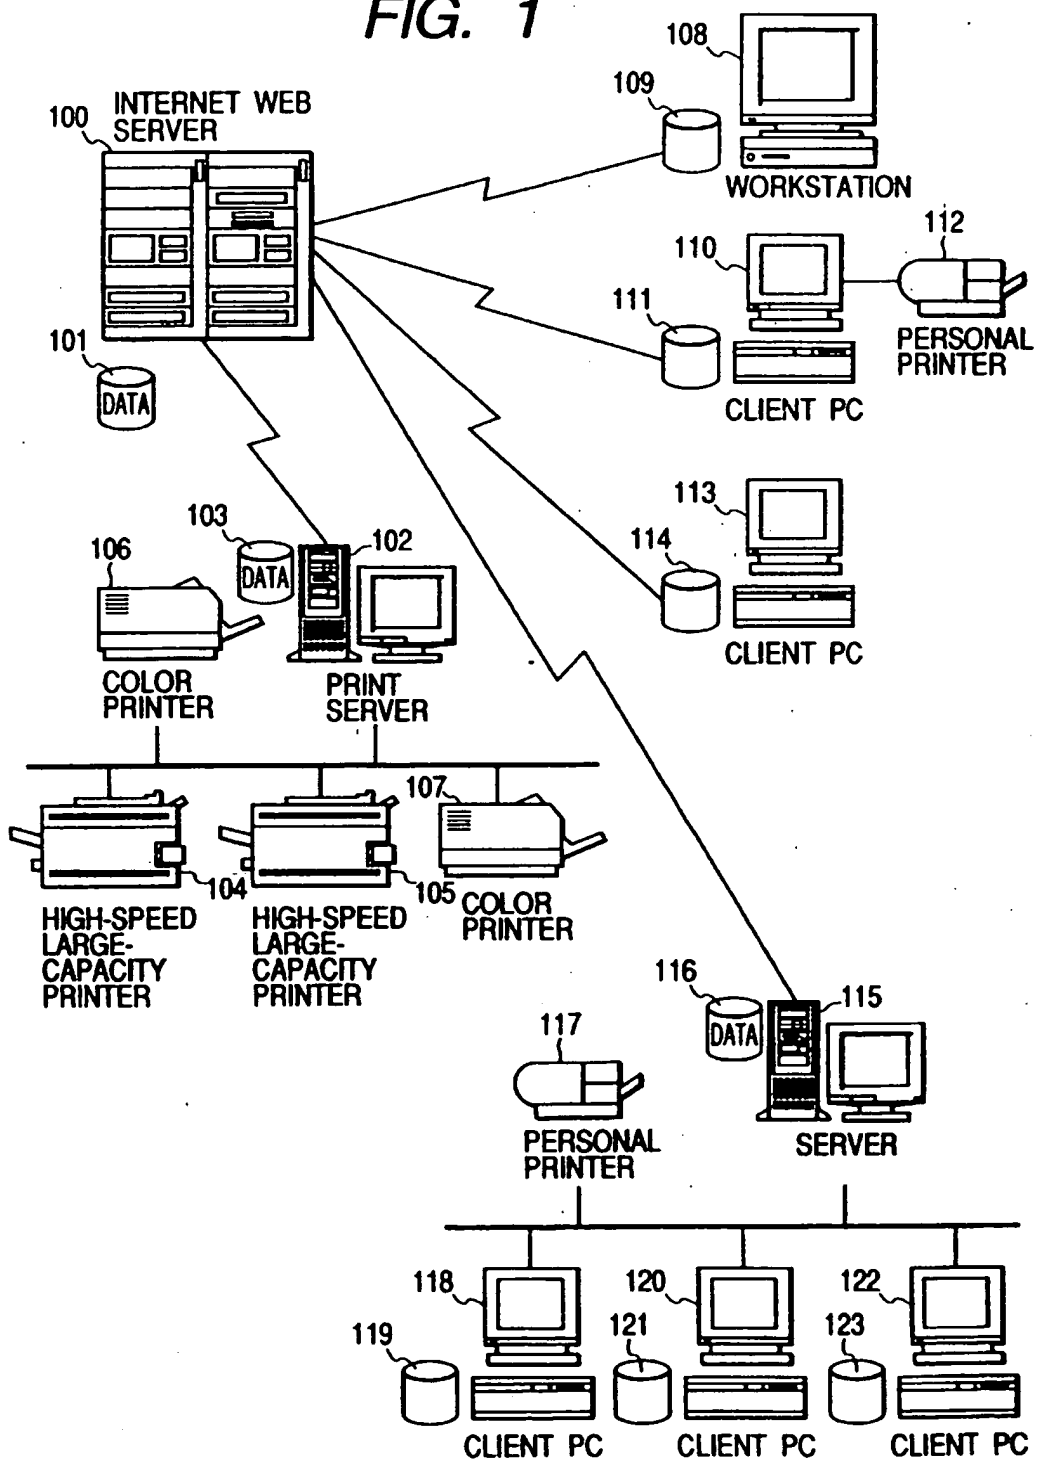 FIG. 1
INTERNET WEB
SERVER
100
101
DATA
108
109
WORKSTATION
110
111
112
PERSONAL
PRINTER
CLIENT PC
113
114
CLIENT PC
103
DATA
102
106
COLOR
PRINTER
PRINT
SERVER
107
104
105
HIGH-SPEED
LARGE-
CAPACITY
PRINTER
HIGH-SPEED
LARGE-
CAPACITY
PRINTER
COLOR
PRINTER
116
DATA
115
117
PERSONAL
PRINTER
SERVER
118
119
120
121
122
123
CLIENT PC
CLIENT PC
CLIENT PC